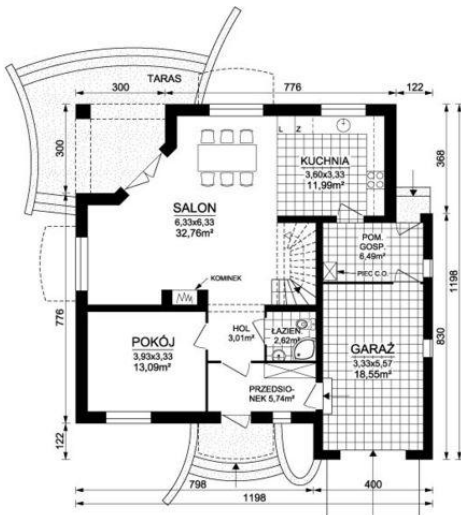 TARAS
300
776
122
300
368
L Z
KUCHNIA
3,60x3,33
11,99m²
SALON
6,33x6,33
32,76m²
POM.
GOSP.
6,49m²
PIEC C.O.
KOMINEK
776
1198
830
HOL
3,01m²
ŁAZIEN.
2,62m²
POKÓJ
3,93x3,33
13,09m²
GARAŻ
3,33x5,57
18,55m²
PRZEDSIO-
NEK 5,74m²
122
798
400
1198